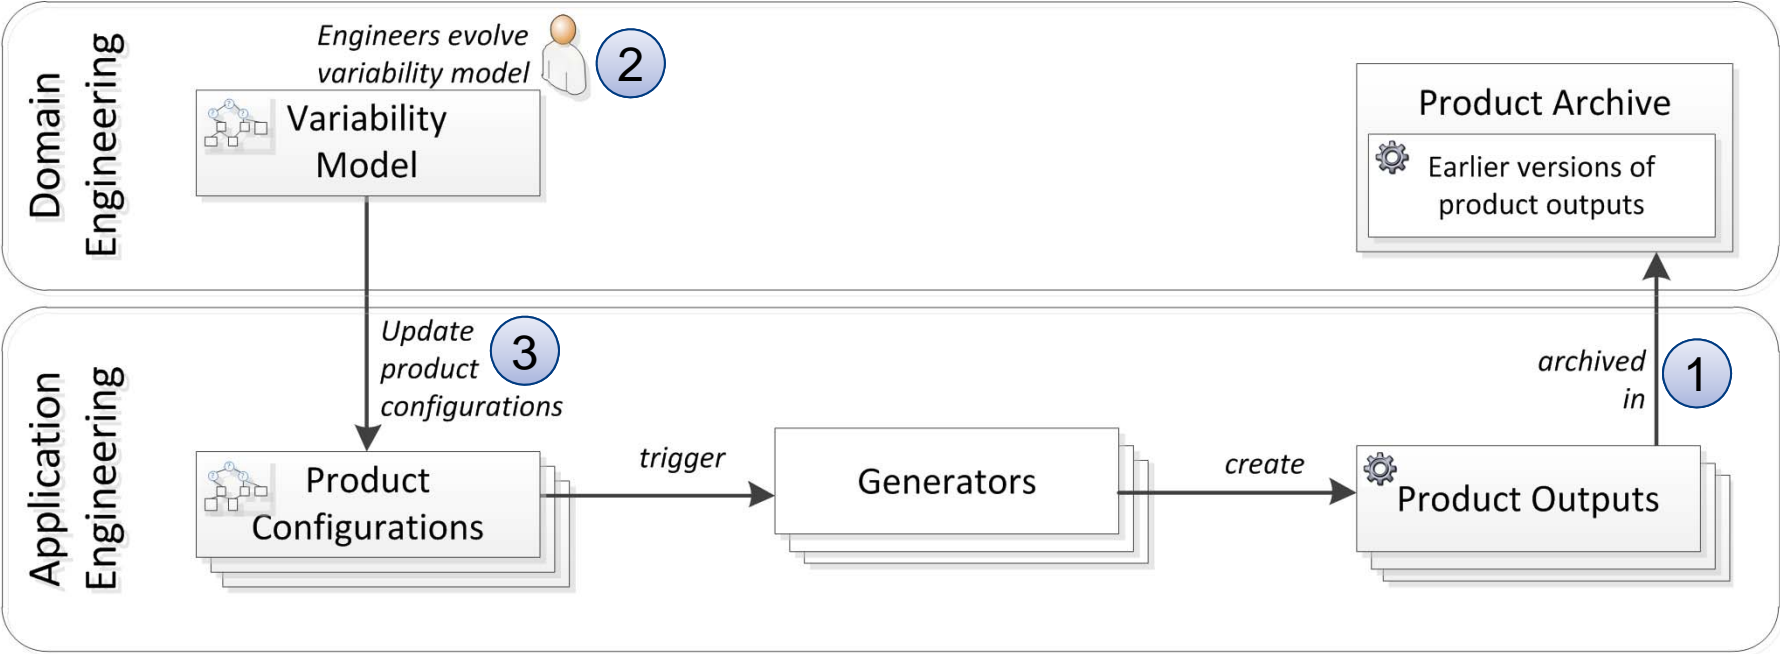 Domain
Engineering
Engineers evolve
variability model
2
Variability
Model
Product Archive
Earlier versions of
product outputs
Application
Engineering
Update
product
configurations
3
archived
in
1
Product
Configurations
trigger
Generators
create
Product Outputs